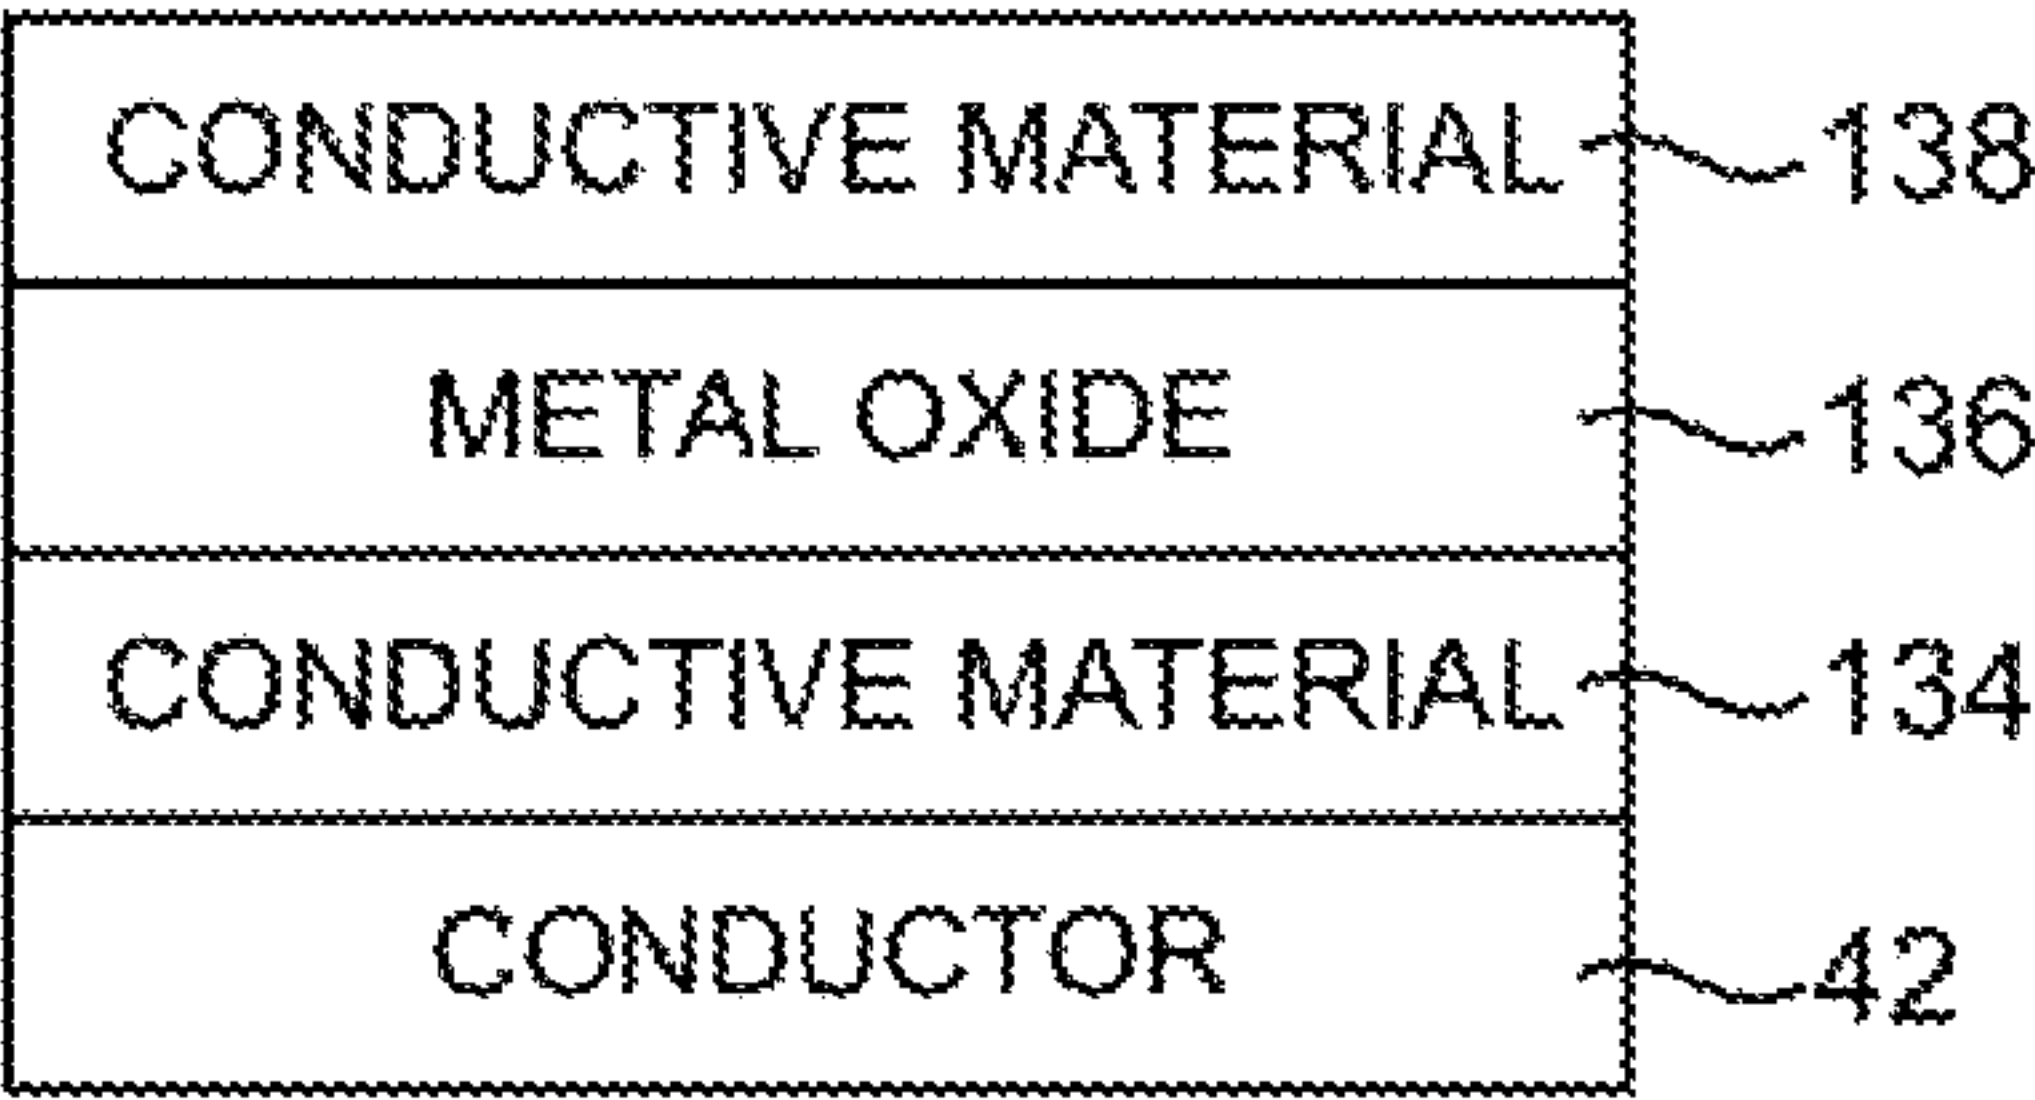 CONDUCTIVE MATERIAL 138
METAL OXIDE 136
CONDUCTIVE MATERIAL 134
CONDUCTOR 42